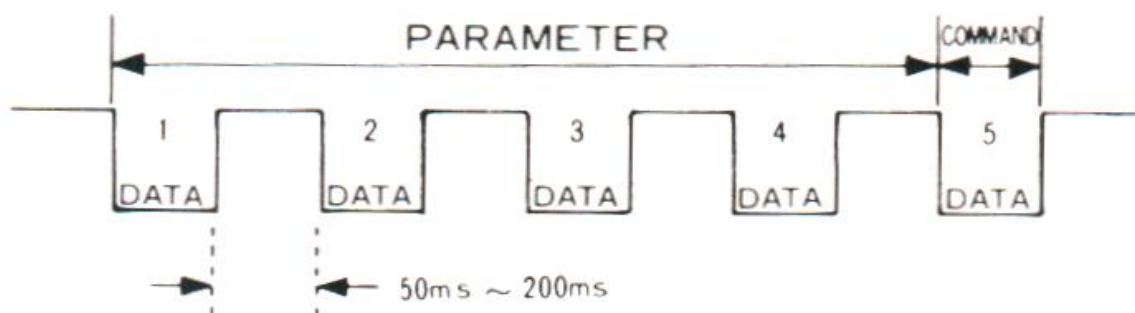 PARAMETER COMMAND
1 2 3 4 5
DATA DATA DATA DATA DATA
50ms ~ 200ms